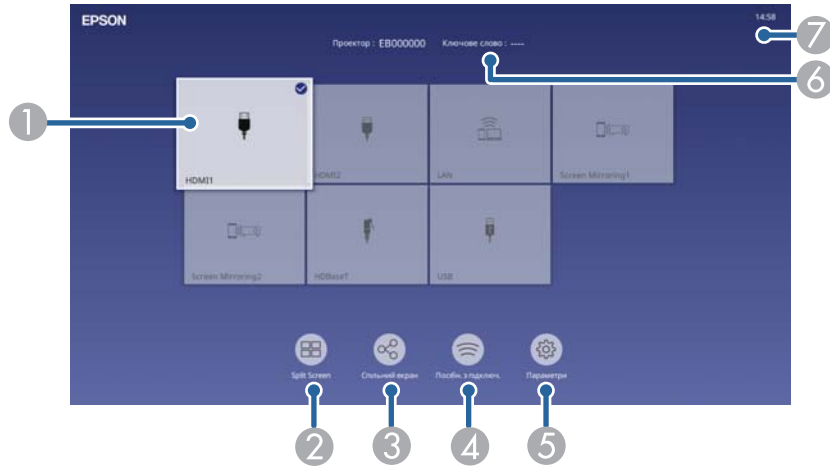 EPSON
14:58
Проектор : EB000000 Ключове слово : ----
7
6
1
HDMI1
HDMI2
LAN
Screen Mirroring1
Screen Mirroring2
HDBaseT
USB
Split Screen
Спільний екран
Посібн. з підключ.
Параметри
2
3
4
5